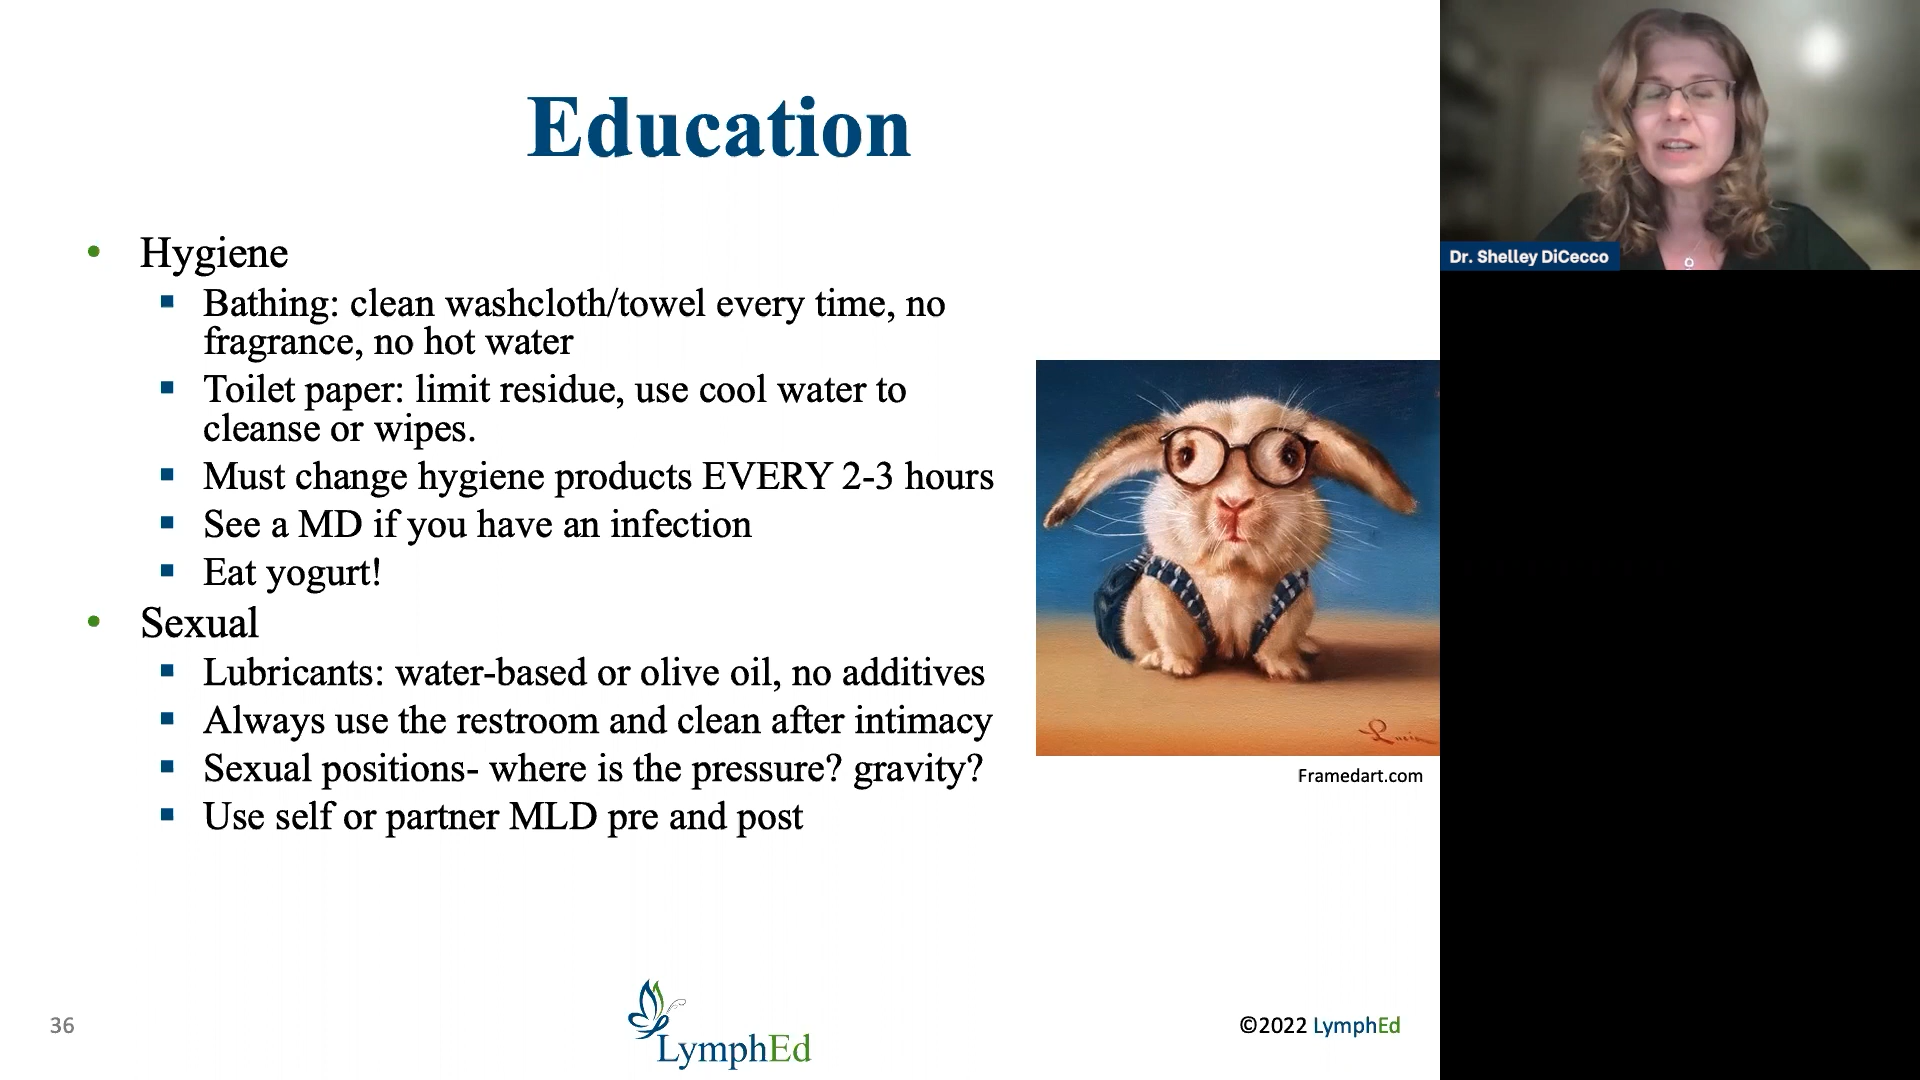 Education
• Hygiene
▪ Bathing: clean washcloth/towel every time, no
fragrance, no hot water
▪ Toilet paper: limit residue, use cool water to
cleanse or wipes.
▪ Must change hygiene products EVERY 2-3 hours
▪ See a MD if you have an infection
▪ Eat yogurt!
• Sexual
▪ Lubricants: water-based or olive oil, no additives
▪ Always use the restroom and clean after intimacy
▪ Sexual positions- where is the pressure? gravity?
▪ Use self or partner MLD pre and post
Framedart.com
36
LymphEd
©2022 LymphEd
Dr. Shelley DiCecco